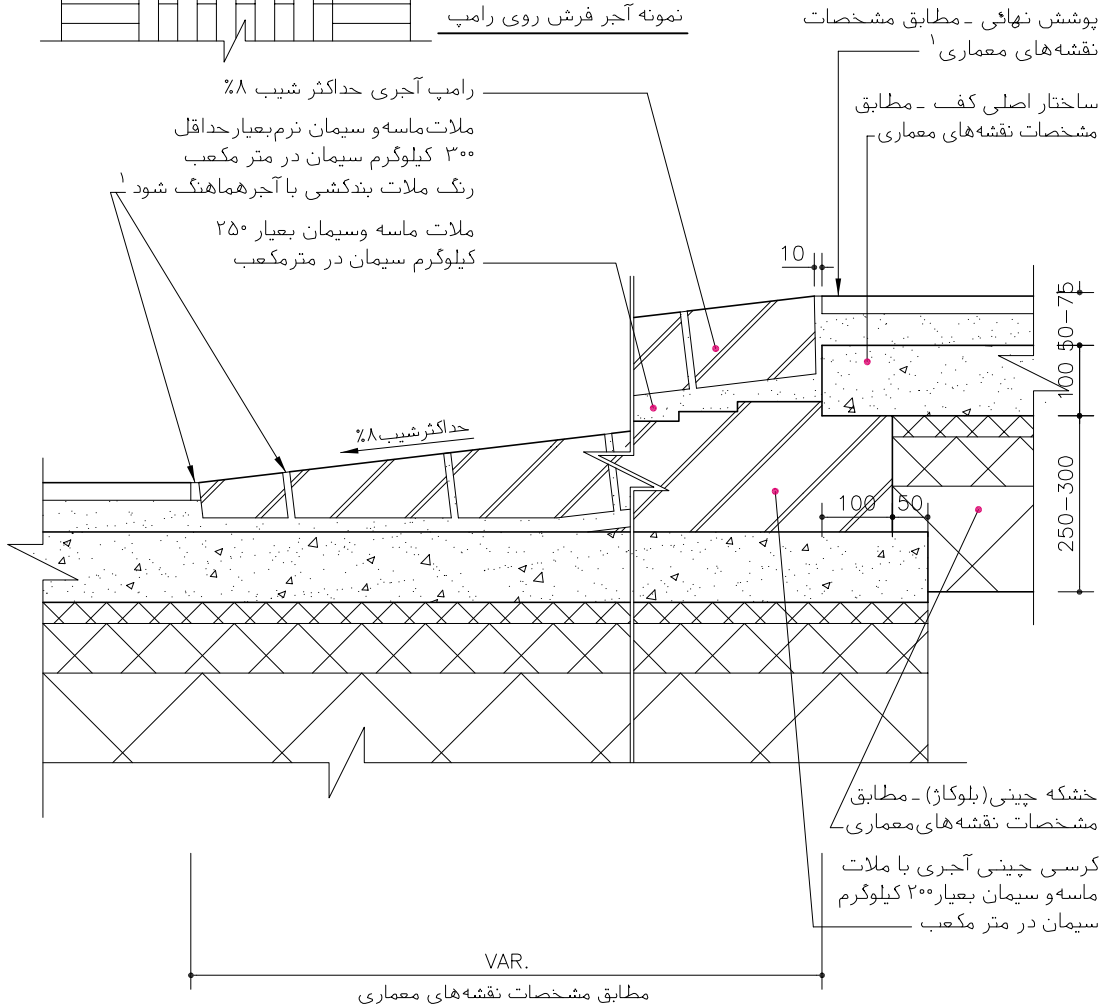 نمونه آجر فرش روی رامپ
پوشش نهائی ـ مطابق مشخصات
نقشه‌های معماری ۱
ساختار اصلی کف ـ مطابق
مشخصات نقشه‌های معماری
رامپ آجری حداکثر شیب ۸%
ملات ماسه و سیمان نرم بعیار حداقل
۳۰۰ کیلوگرم سیمان در متر مکعب
رنگ ملات بندکشی با آجر هماهنگ شود ۱
ملات ماسه وسیمان بعیار ۲۵۰
کیلوگرم سیمان در مترمکعب
10
50-75
100
250-300
حداکثر شیب ۸%
100
50
خشکه چینی (بلوکاژ) ـ مطابق
مشخصات نقشه‌های معماری
کرسی چینی آجری با ملات
ماسه و سیمان بعیار ۲۰۰ کیلوگرم
سیمان در متر مکعب
VAR.
مطابق مشخصات نقشه‌های معماری